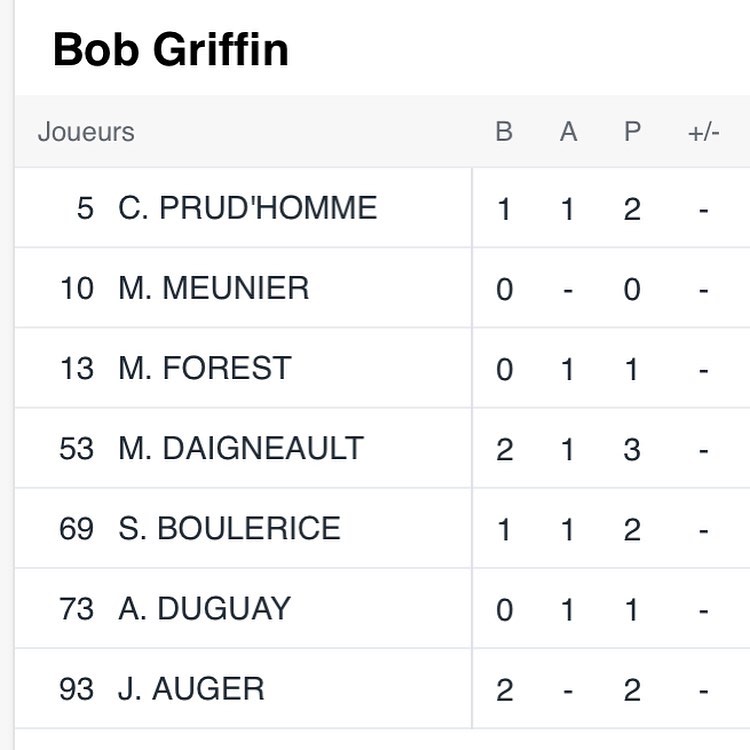 Bob Griffin
Joueurs B A P +/-
5 C. PRUD'HOMME 1 1 2 -
10 M. MEUNIER 0 - 0 -
13 M. FOREST 0 1 1 -
53 M. DAIGNEAULT 2 1 3 -
69 S. BOULERICE 1 1 2 -
73 A. DUGUAY 0 1 1 -
93 J. AUGER 2 - 2 -